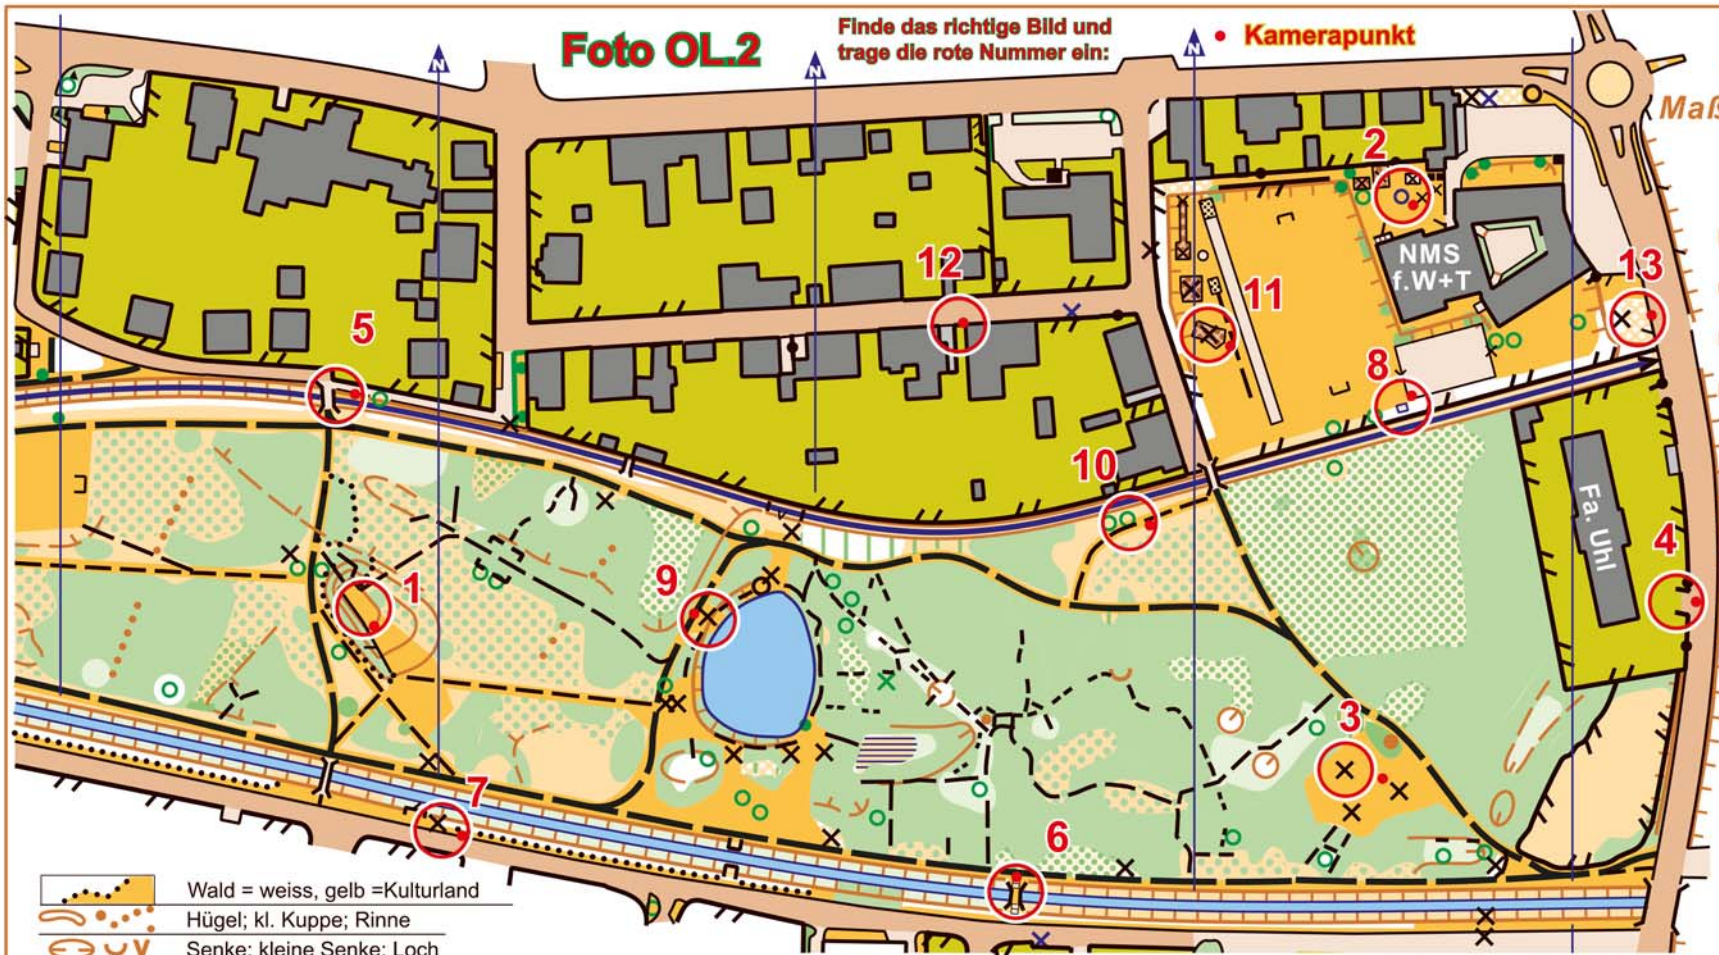 Foto OL.2
Finde das richtige Bild und
trage die rote Nummer ein:
Kamerapunkt
N
N
N
Maß
2
NMS
f.W+T
12
11
13
5
8
10
Fa. Uhl
4
9
1
3
7
6
Wald = weiss, gelb =Kulturland
Hügel; kl. Kuppe; Rinne
Senke; kleine Senke; Loch